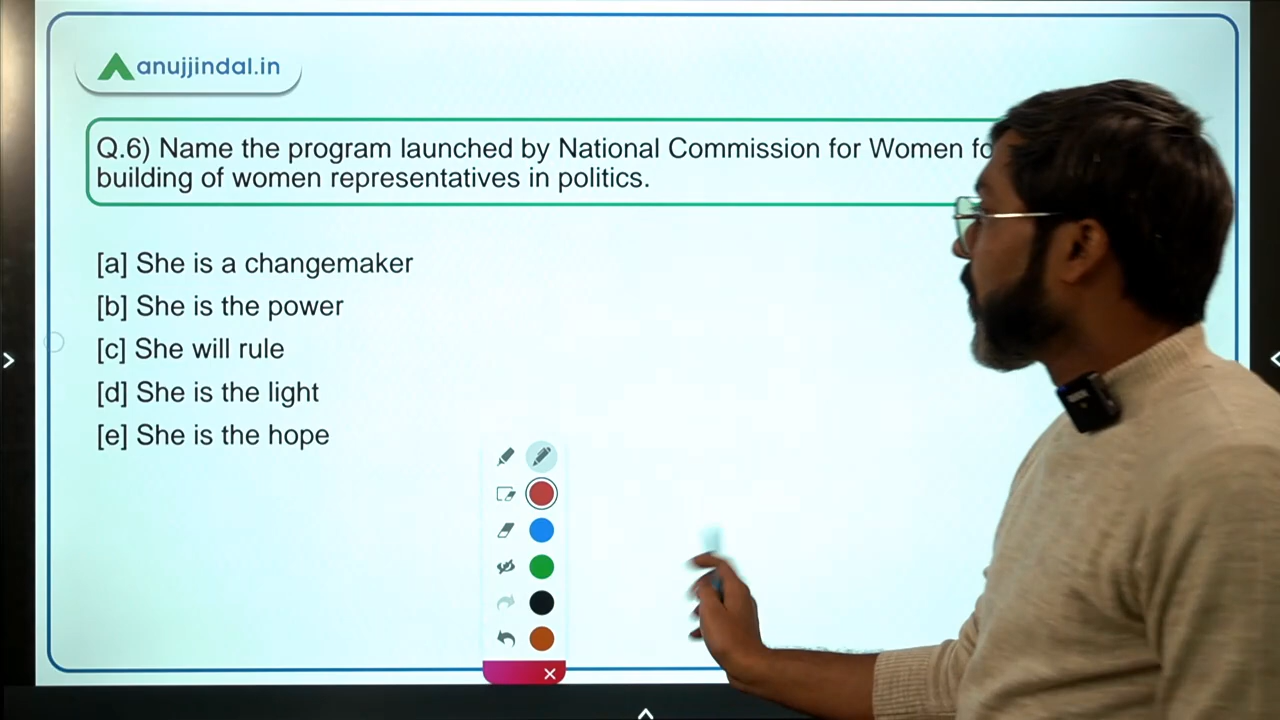 anujjindal.in
Q.6) Name the program launched by National Commission for Women
building of women representatives in politics.
[a] She is a changemaker
[b] She is the power
[c] She will rule
[d] She is the light
[e] She is the hope